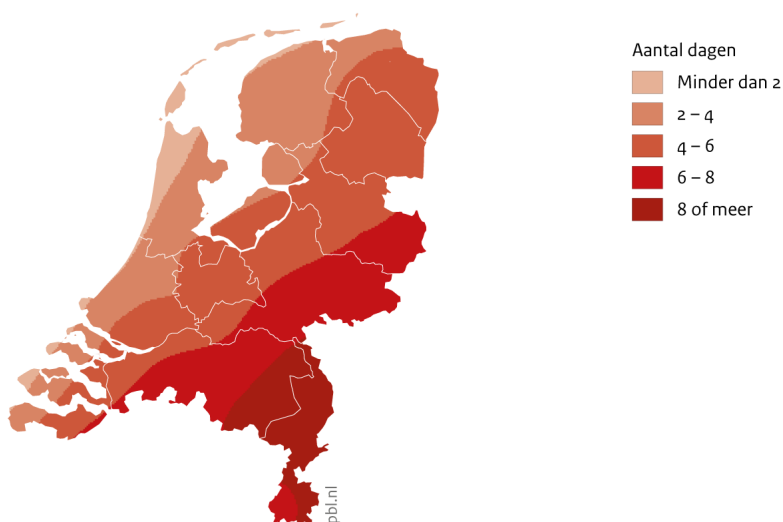 Aantal dagen
Minder dan 2
2 – 4
4 – 6
6 – 8
8 of meer
pbl.nl